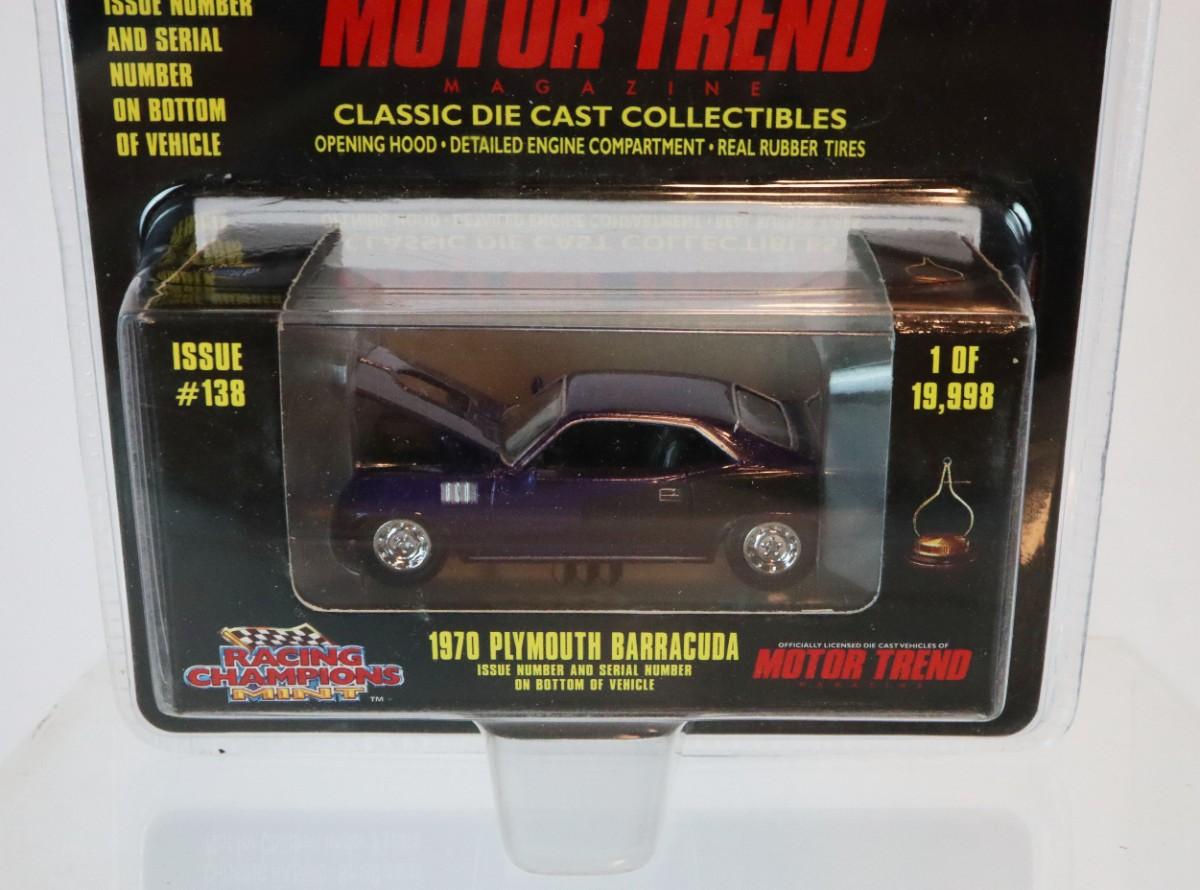 ISSUE NUMBER
AND SERIAL
NUMBER
ON BOTTOM
OF VEHICLE
MOTOR TREND
MAGAZINE
CLASSIC DIE CAST COLLECTIBLES
OPENING HOOD • DETAILED ENGINE COMPARTMENT • REAL RUBBER TIRES
ISSUE
#138
1 OF
19,998
RACING
CHAMPIONS
MINT
TM
1970 PLYMOUTH BARRACUDA
ISSUE NUMBER AND SERIAL NUMBER
ON BOTTOM OF VEHICLE
OFFICIALLY LICENSED DIE CAST VEHICLES OF
MOTOR TREND
MAGAZINE